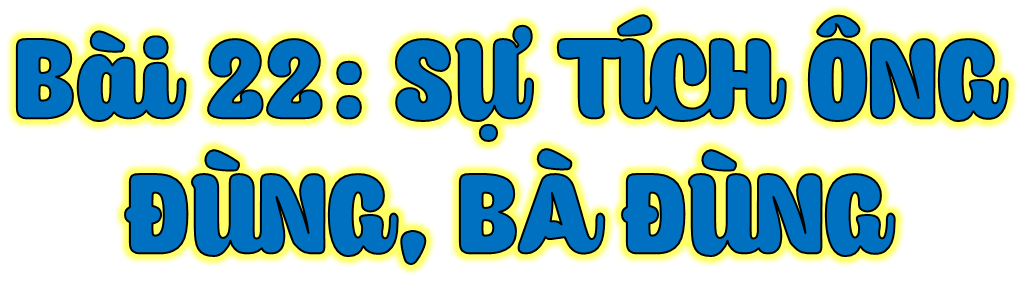 Bài 22: SỰ TÍCH ÔNG
ĐÙNG, BÀ ĐÙNG